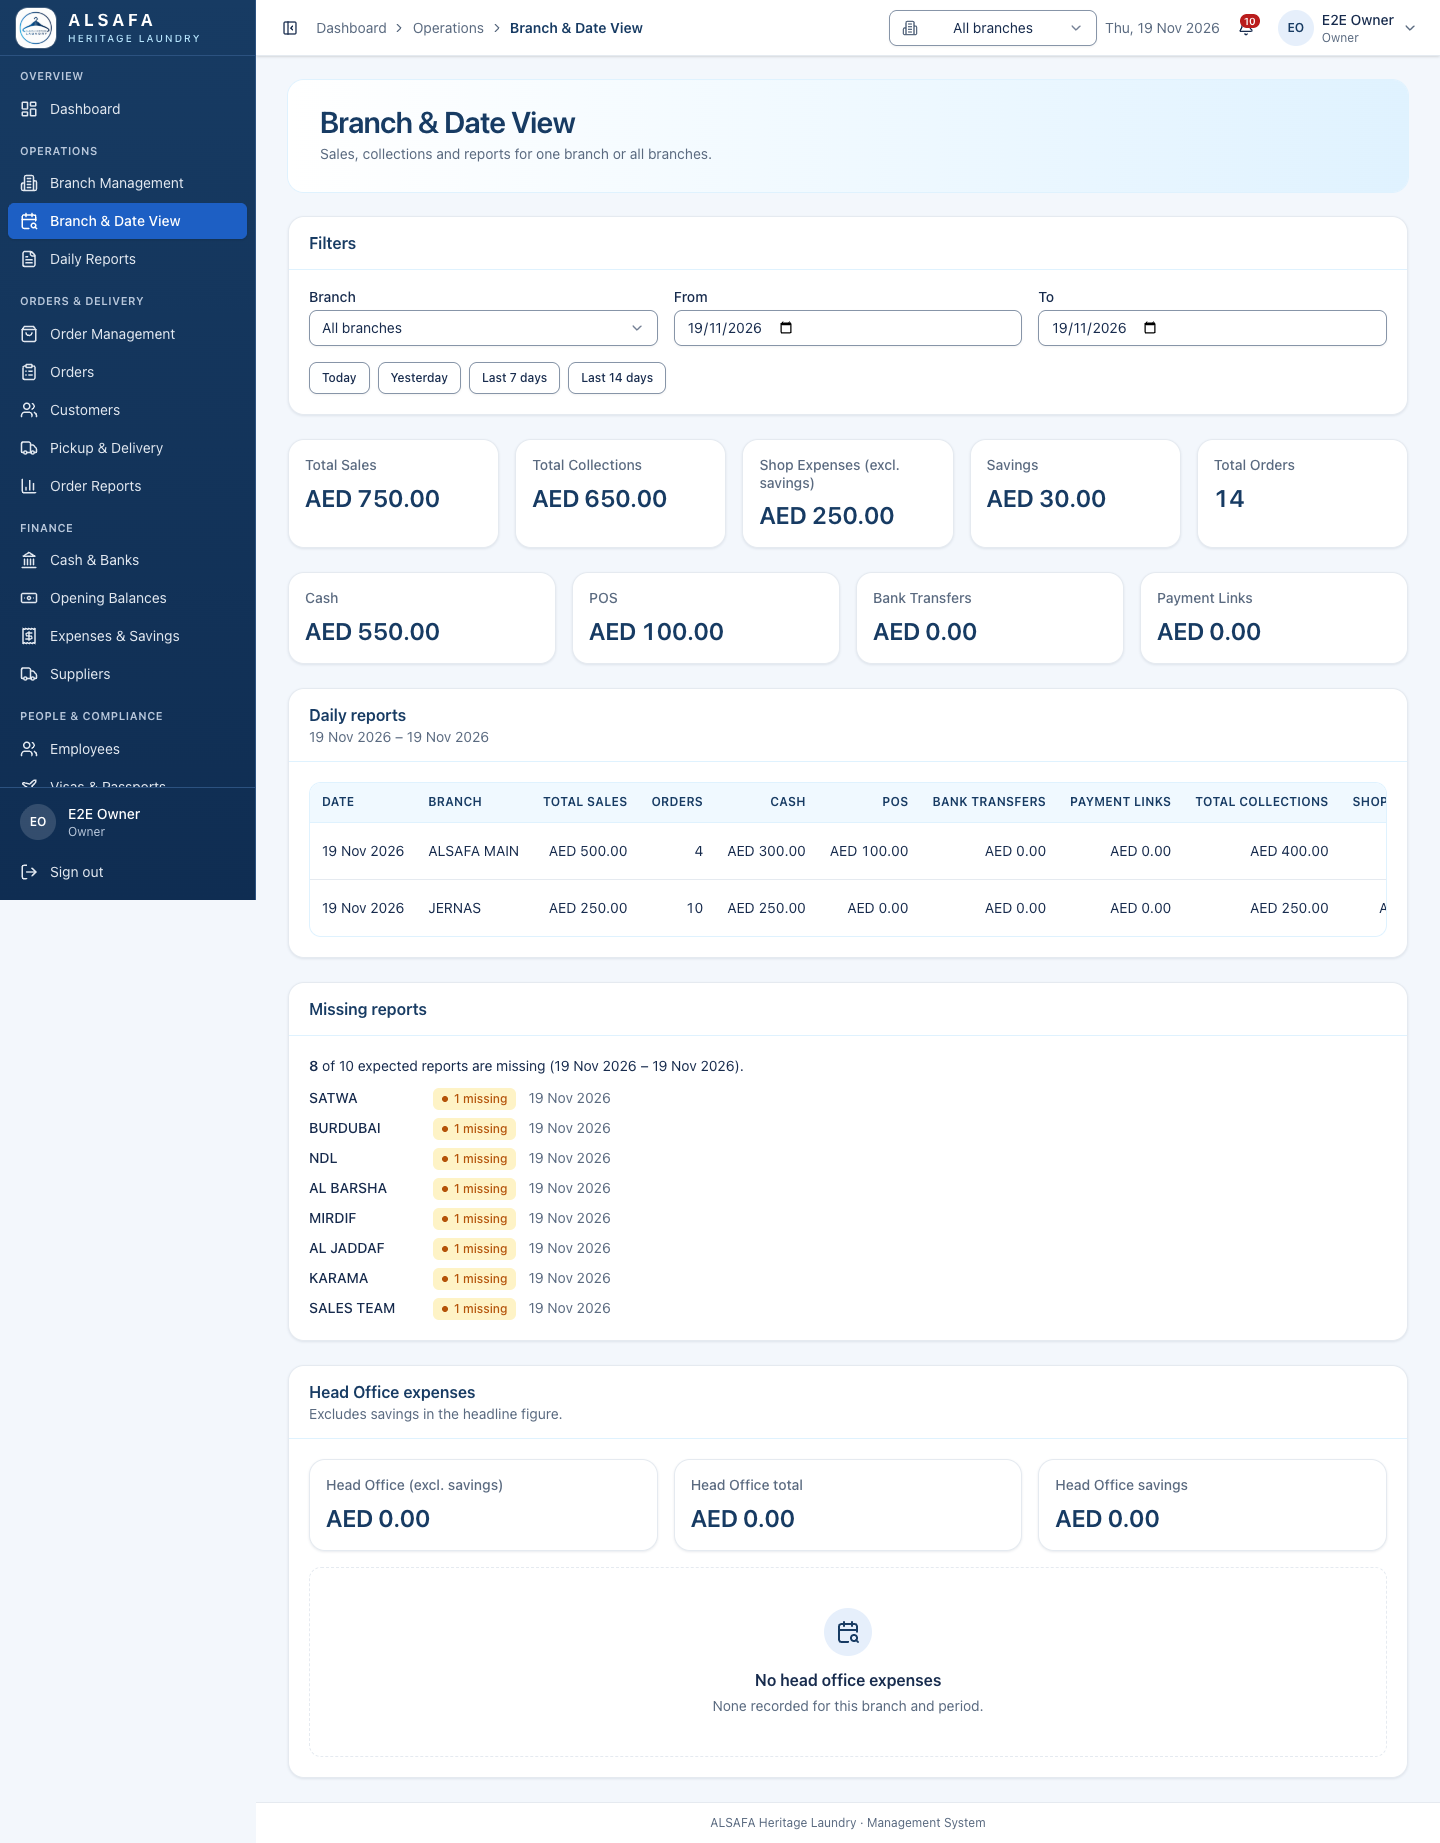 ALSAFA
HERITAGE LAUNDRY
OVERVIEW
Dashboard
OPERATIONS
Branch Management
Branch & Date View
Daily Reports
ORDERS & DELIVERY
Order Management
Orders
Customers
Pickup & Delivery
Order Reports
FINANCE
Cash & Banks
Opening Balances
Expenses & Savings
Suppliers
PEOPLE & COMPLIANCE
Employees
Visas & Passports
EO E2E Owner
Owner
Sign out
Dashboard > Operations > Branch & Date View
All branches
Thu, 19 Nov 2026
10
EO E2E Owner
Owner
Branch & Date View
Sales, collections and reports for one branch or all branches.
Filters
Branch From To
All branches 19/11/2026 19/11/2026
Today Yesterday Last 7 days Last 14 days
Total Sales
AED 750.00
Total Collections
AED 650.00
Shop Expenses (excl.
savings)
AED 250.00
Savings
AED 30.00
Total Orders
14
Cash
AED 550.00
POS
AED 100.00
Bank Transfers
AED 0.00
Payment Links
AED 0.00
Daily reports
19 Nov 2026 – 19 Nov 2026
DATE BRANCH TOTAL SALES ORDERS CASH POS BANK TRANSFERS PAYMENT LINKS TOTAL COLLECTIONS SHOP
19 Nov 2026 ALSAFA MAIN AED 500.00 4 AED 300.00 AED 100.00 AED 0.00 AED 0.00 AED 400.00
19 Nov 2026 JERNAS AED 250.00 10 AED 250.00 AED 0.00 AED 0.00 AED 0.00 AED 250.00 A
Missing reports
8 of 10 expected reports are missing (19 Nov 2026 – 19 Nov 2026).
SATWA 1 missing 19 Nov 2026
BURDUBAI 1 missing 19 Nov 2026
NDL 1 missing 19 Nov 2026
AL BARSHA 1 missing 19 Nov 2026
MIRDIF 1 missing 19 Nov 2026
AL JADDAF 1 missing 19 Nov 2026
KARAMA 1 missing 19 Nov 2026
SALES TEAM 1 missing 19 Nov 2026
Head Office expenses
Excludes savings in the headline figure.
Head Office (excl. savings)
AED 0.00
Head Office total
AED 0.00
Head Office savings
AED 0.00
No head office expenses
None recorded for this branch and period.
ALSAFA Heritage Laundry · Management System